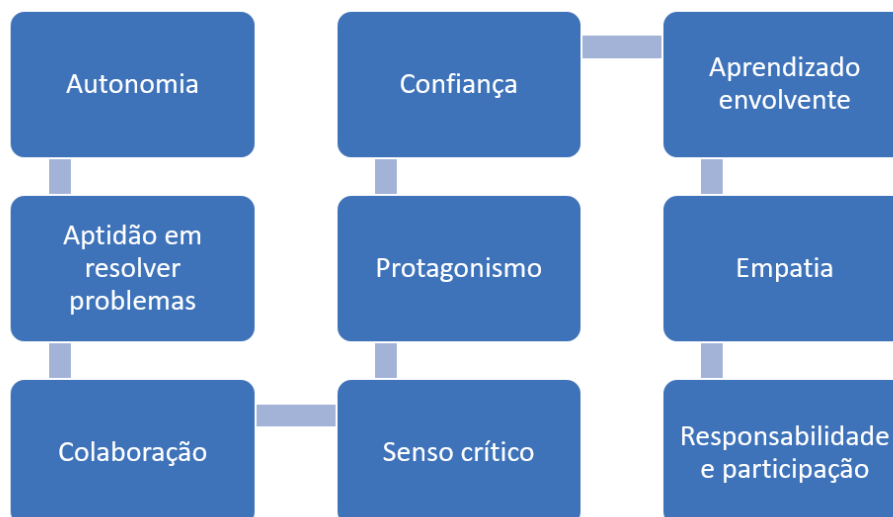 Autonomia
Aptidão em
resolver
problemas
Colaboração
Senso crítico
Protagonismo
Confiança
Aprendizado
envolvente
Empatia
Responsabilidade
e participação